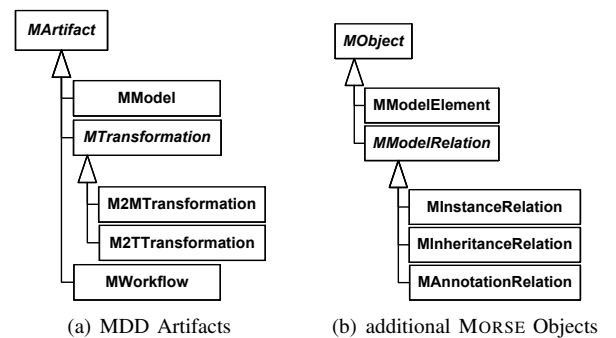 MArtifact
MModel
MTransformation
M2MTransformation
M2TTransformation
MWorkflow
(a) MDD Artifacts
MObject
MModelElement
MModelRelation
MInstanceRelation
MInheritanceRelation
MAnnotationRelation
(b) additional MORSE Objects